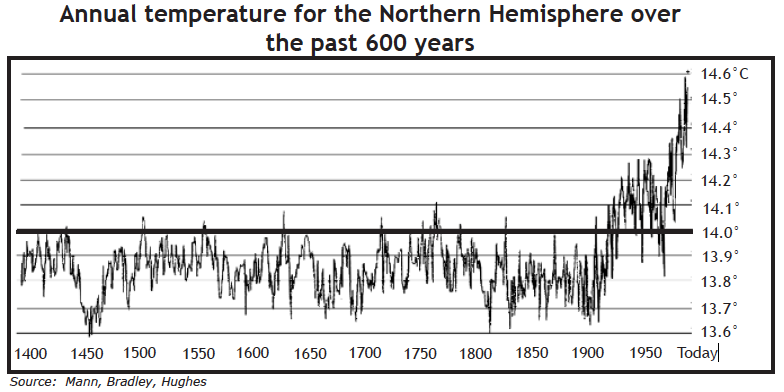 Annual temperature for the Northern Hemisphere over
the past 600 years
14.6°C
14.5°
14.4°
14.3°
14.2°
14.1°
14.0°
13.9°
13.8°
13.7°
13.6°
1400 1450 1500 1550 1600 1650 1700 1750 1800 1850 1900 1950 Today
Source: Mann, Bradley, Hughes